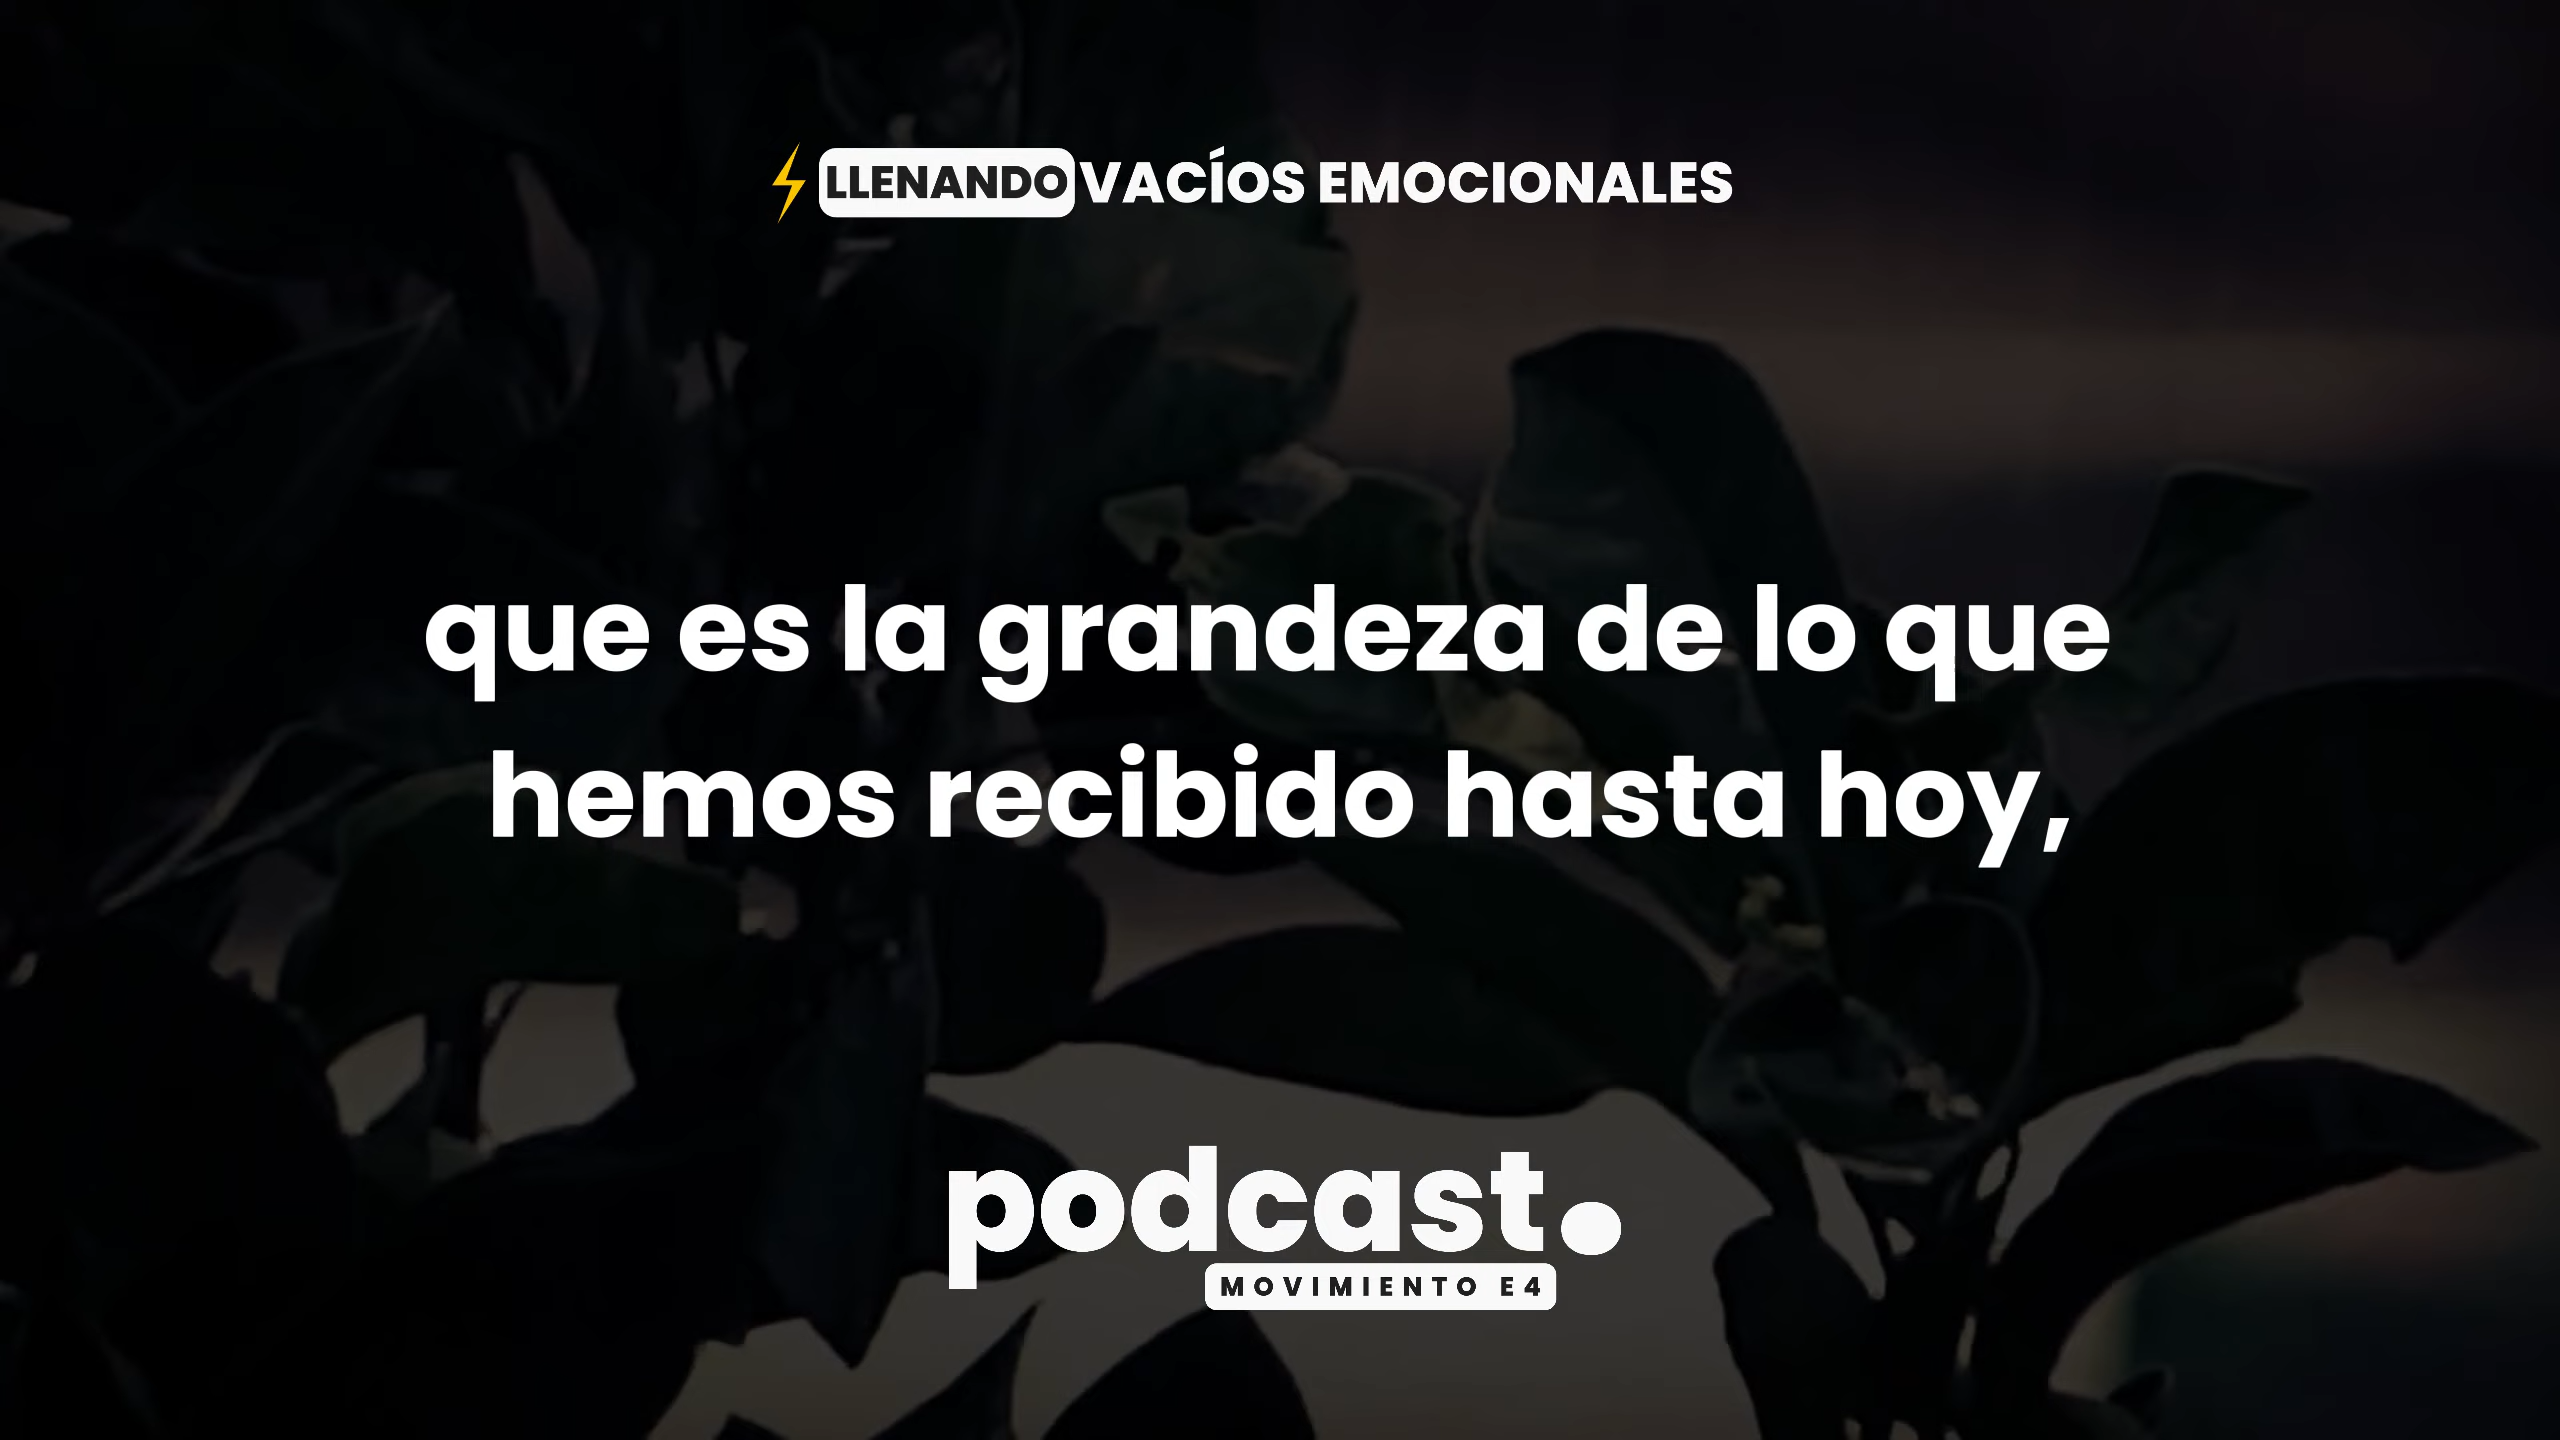 LLENANDO VACÍOS EMOCIONALES
que es la grandeza de lo que
hemos recibido hasta hoy,
podcast.
MOVIMIENTO E4